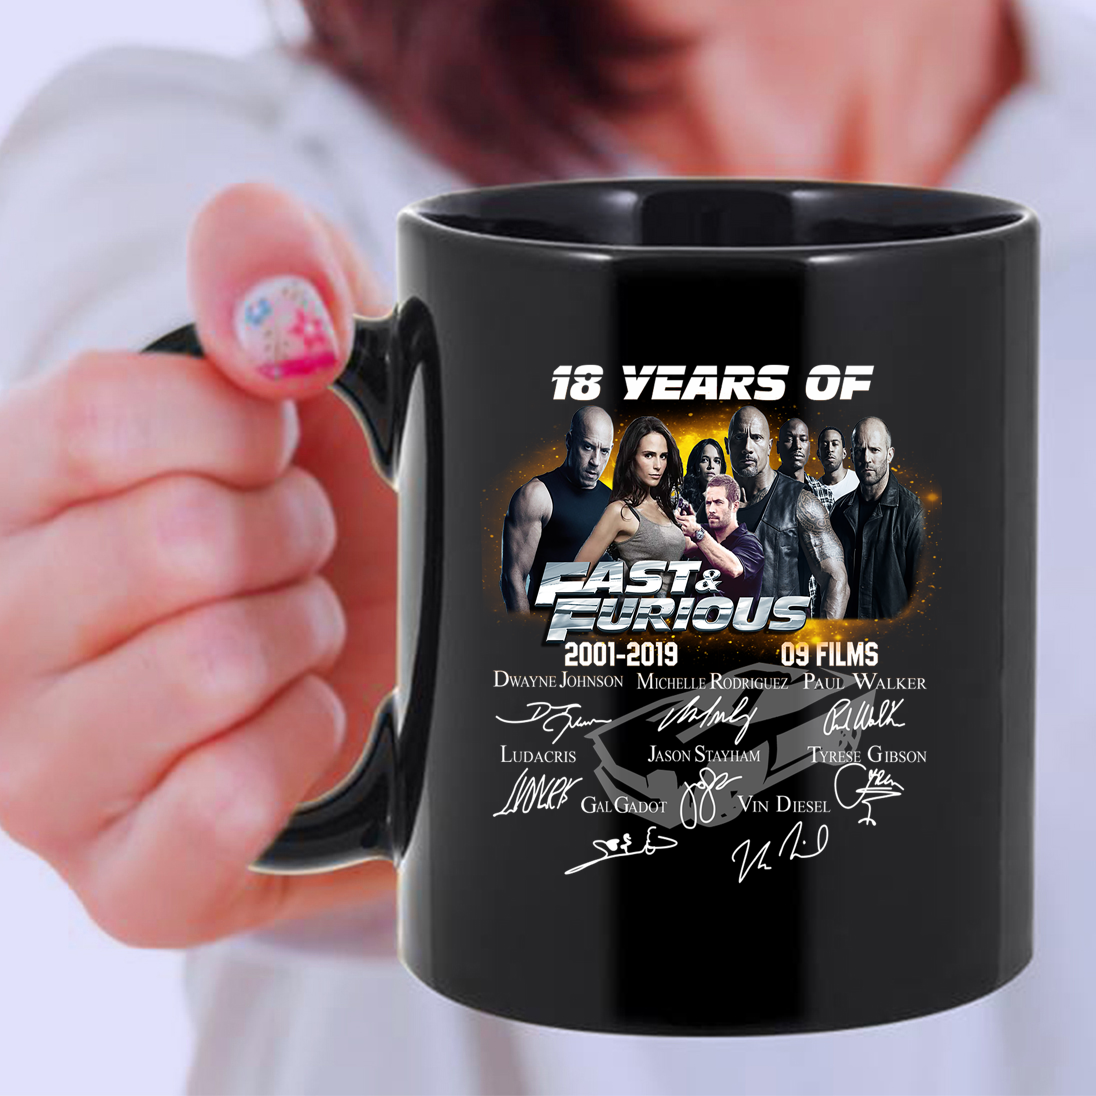 18 YEARS OF
FAST &
FURIOUS
2001-2019 09 FILMS
DWAYNE JOHNSON MICHELLE RODRIGUEZ PAUL WALKER
LUDACRIS JASON STAYHAM TYRESE GIBSON
GAL GADOT VIN DIESEL